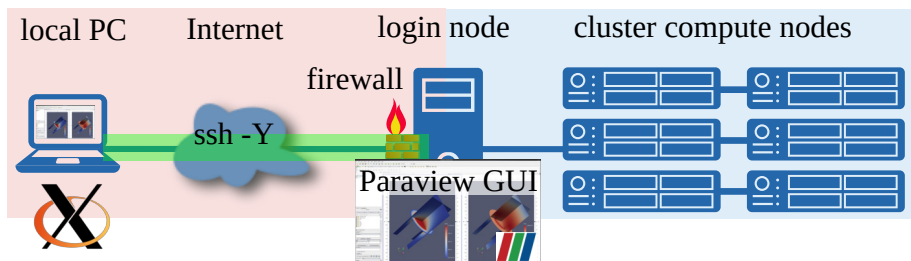 local PC
Internet
login node
cluster compute nodes
firewall
ssh -Y
Paraview GUI